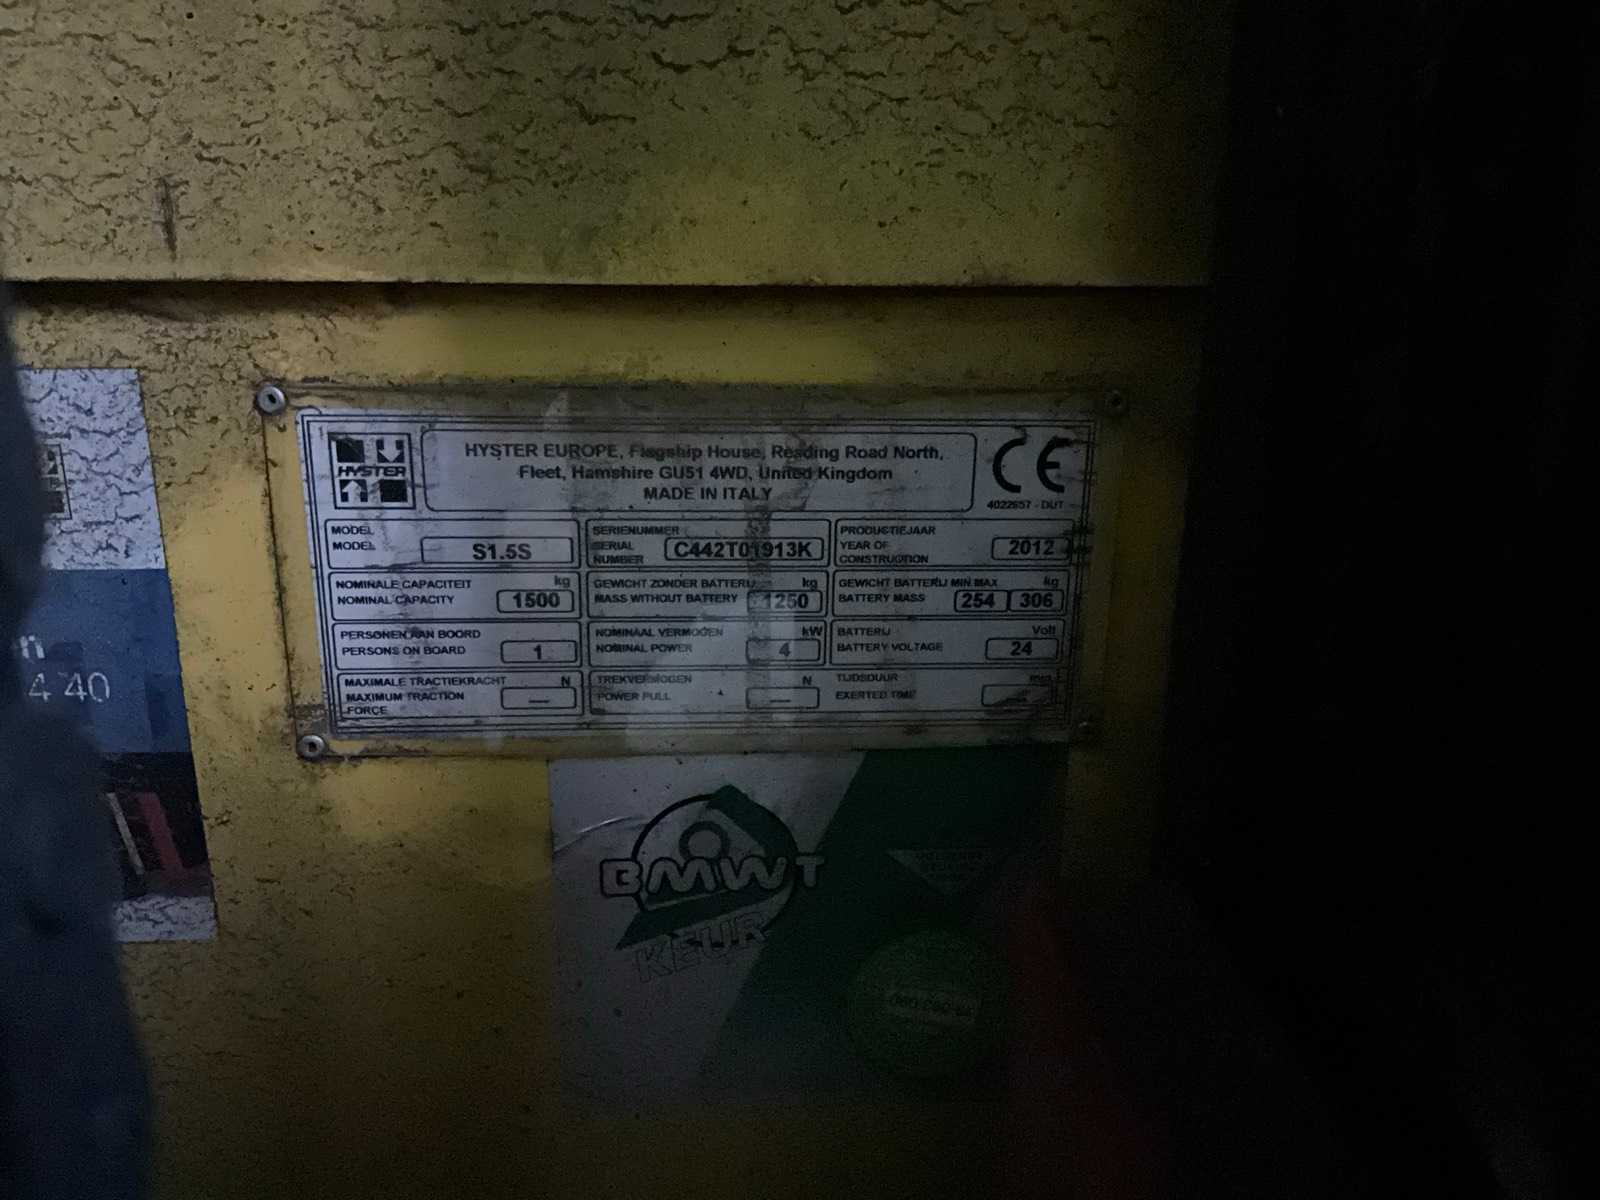 HYSTER
HYSTER EUROPE, Flagship House, Reading Road North,
Fleet, Hamshire GU51 4WD, United Kingdom
MADE IN ITALY
CE
4022657 - DUT
MODEL
MODEL S1.5S
SERIENUMMER
SERIAL NUMBER C442T01913K
PRODUCTIEJAAR
YEAR OF CONSTRUCTION 2012
NOMINALE CAPACITEIT kg
NOMINAL CAPACITY 1500
GEWICHT ZONDER BATTERIJ kg
MASS WITHOUT BATTERY 1250
GEWICHT BATTERIJ MIN MAX kg
BATTERY MASS 254 306
PERSONEN AAN BOORD
PERSONS ON BOARD 1
NOMINAAL VERMOGEN kW
NOMINAL POWER 4
BATTERIJ Volt
BATTERY VOLTAGE 24
MAXIMALE TRACTIEKRACHT N
MAXIMUM TRACTION FORCE —
TREKVERMOGEN N
POWER PULL —
TIJDSDUUR
EXERTED TIME
n
4 40
BMWT
KEUR